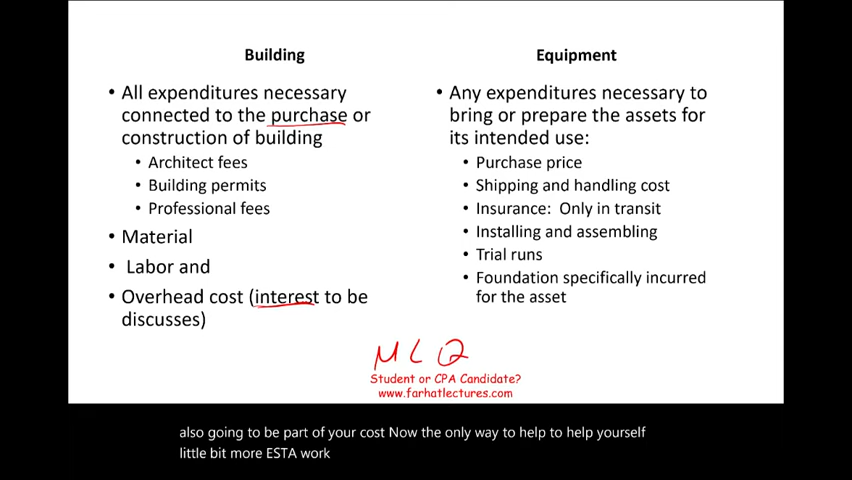 Building
• All expenditures necessary
connected to the purchase or
construction of building
• Architect fees
• Building permits
• Professional fees
• Material
• Labor and
• Overhead cost (interest to be
discusses)
Equipment
• Any expenditures necessary to
bring or prepare the assets for
its intended use:
• Purchase price
• Shipping and handling cost
• Insurance: Only in transit
• Installing and assembling
• Trial runs
• Foundation specifically incurred
for the asset
MCQ
Student or CPA Candidate?
www.farhatlectures.com
also going to be part of your cost Now the only way to help to help yourself
little bit more ESTA work